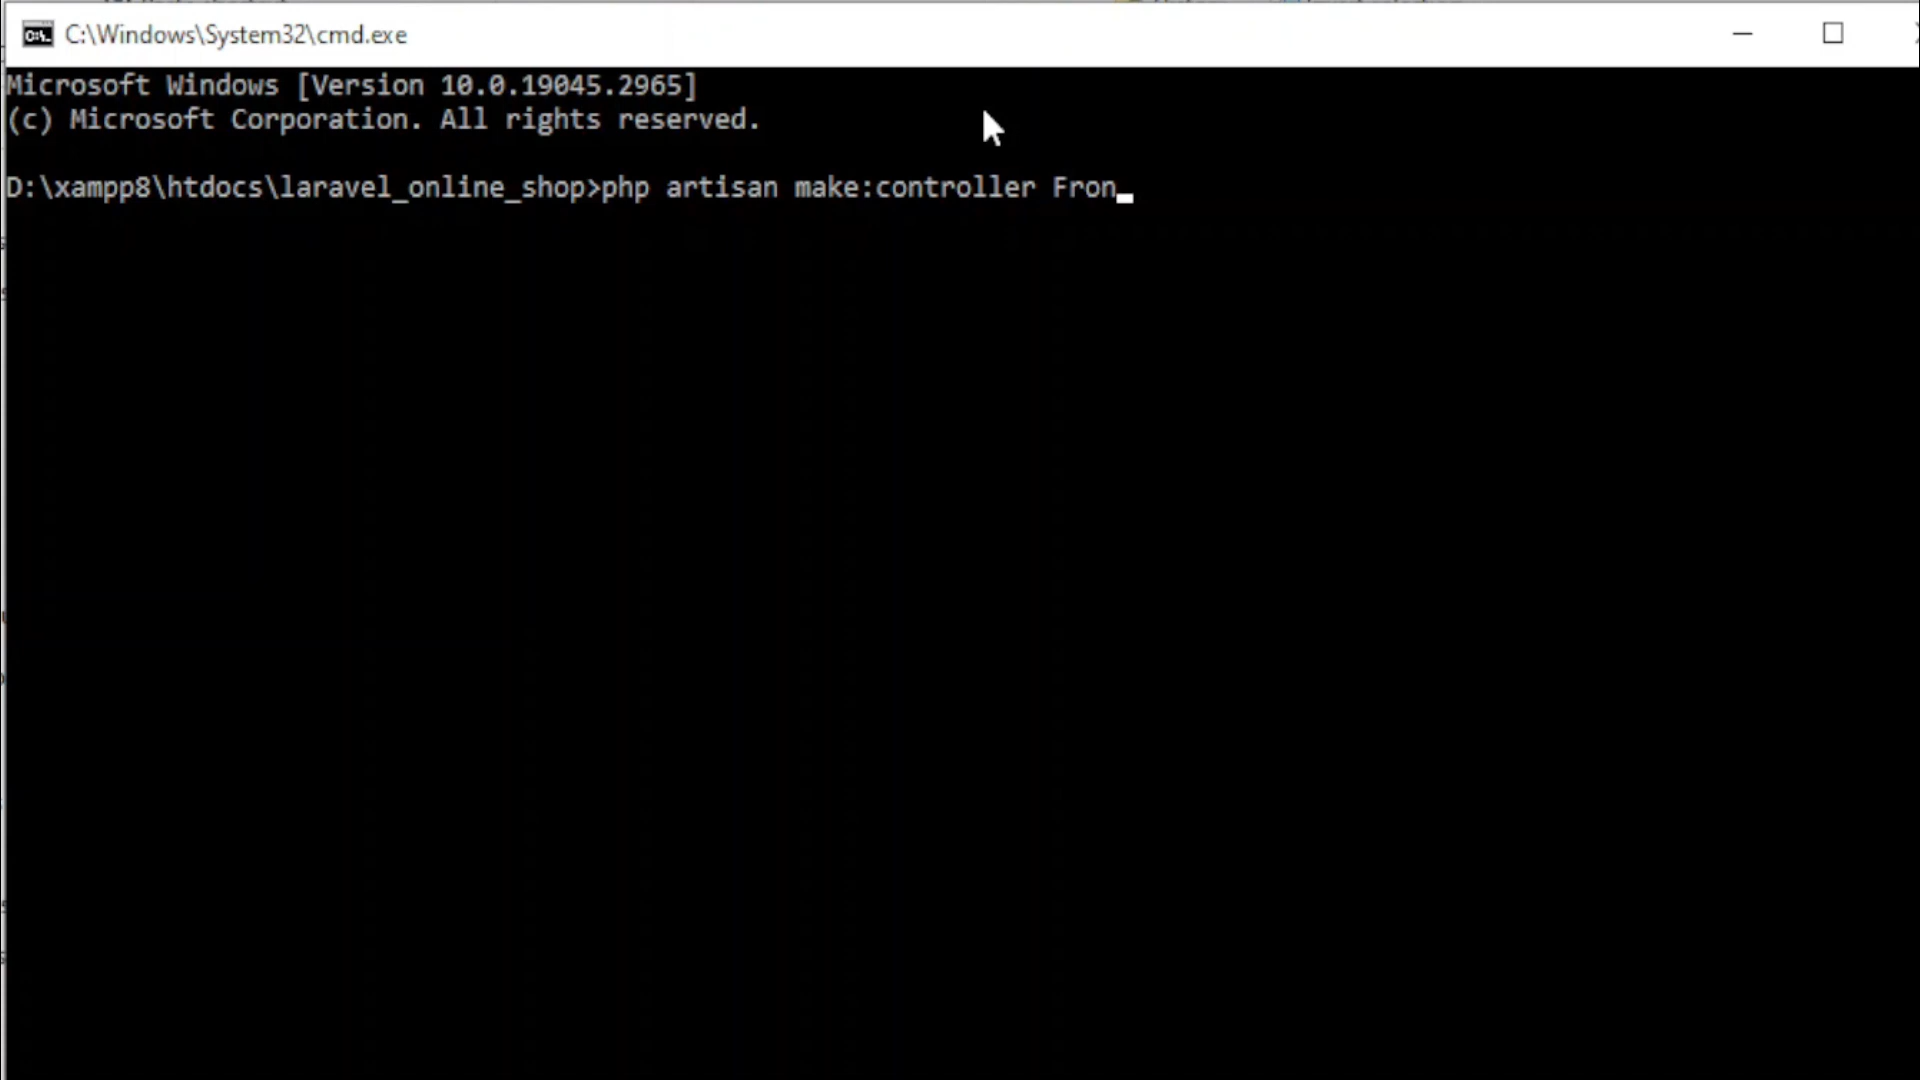 C:\Windows\System32\cmd.exe
Microsoft Windows [Version 10.0.19045.2965]
(c) Microsoft Corporation. All rights reserved.
D:\xampp8\htdocs\laravel_online_shop>php artisan make:controller Fron